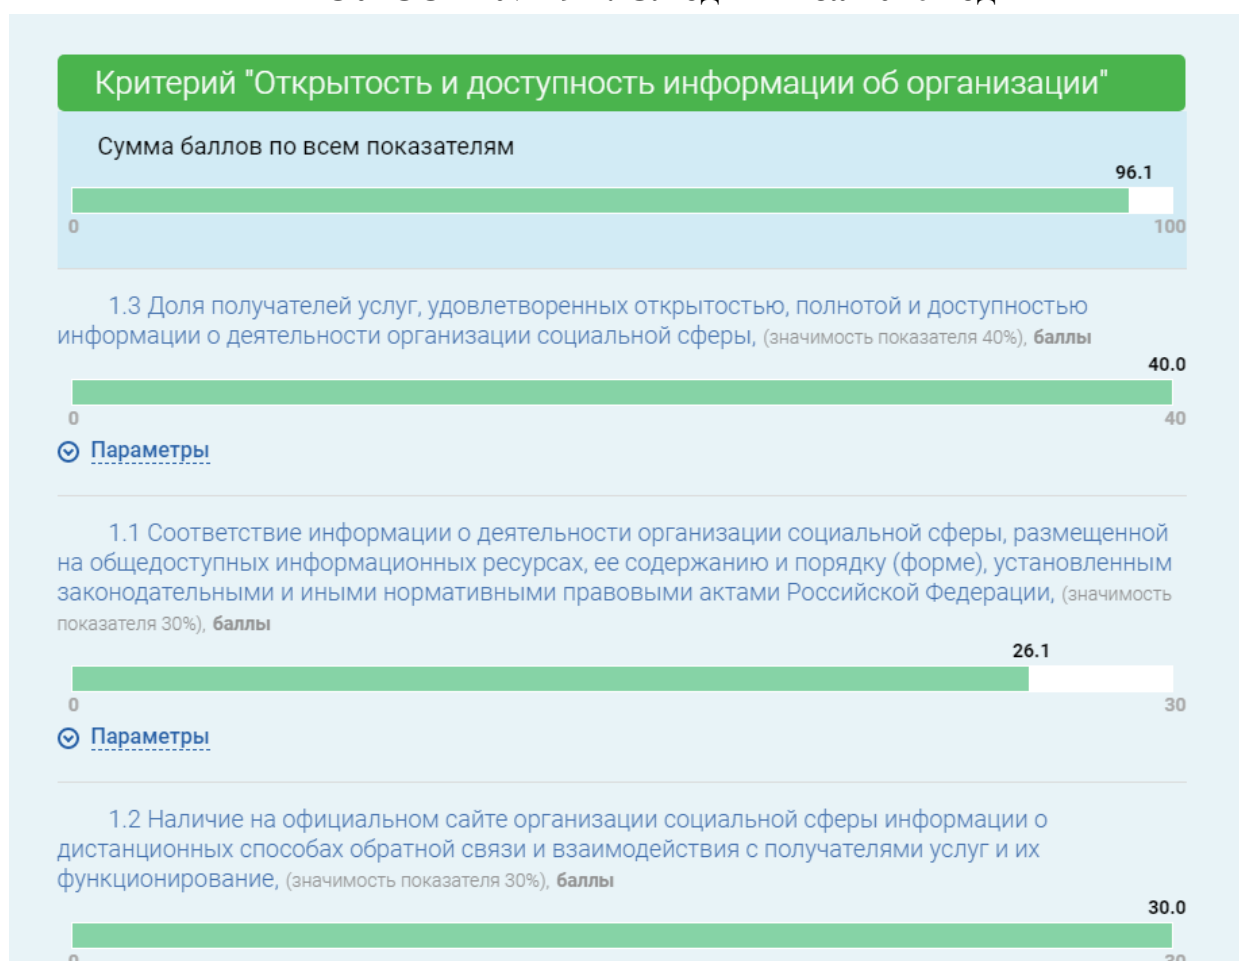 Критерий "Открытость и доступность информации об организации"
Сумма баллов по всем показателям
96.1
0 100
1.3 Доля получателей услуг, удовлетворенных открытостью, полнотой и доступностью
информации о деятельности организации социальной сферы, (значимость показателя 40%), баллы
40.0
0 40
Параметры
1.1 Соответствие информации о деятельности организации социальной сферы, размещенной
на общедоступных информационных ресурсах, ее содержанию и порядку (форме), установленным
законодательными и иными нормативными правовыми актами Российской Федерации, (значимость
показателя 30%), баллы
26.1
0 30
Параметры
1.2 Наличие на официальном сайте организации социальной сферы информации о
дистанционных способах обратной связи и взаимодействия с получателями услуг и их
функционирование, (значимость показателя 30%), баллы
30.0
0 30